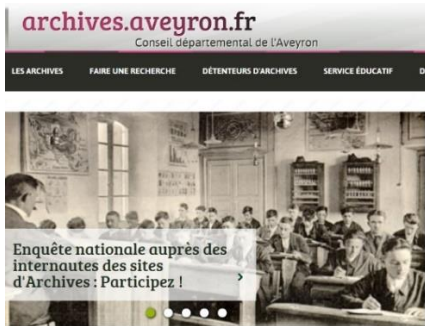 archives.aveyron.fr
Conseil départemental de l'Aveyron
LES ARCHIVES FAIRE UNE RECHERCHE DÉTENTEURS D'ARCHIVES SERVICE ÉDUCATIF D
Enquête nationale auprès des
internautes des sites
d'Archives : Participez !